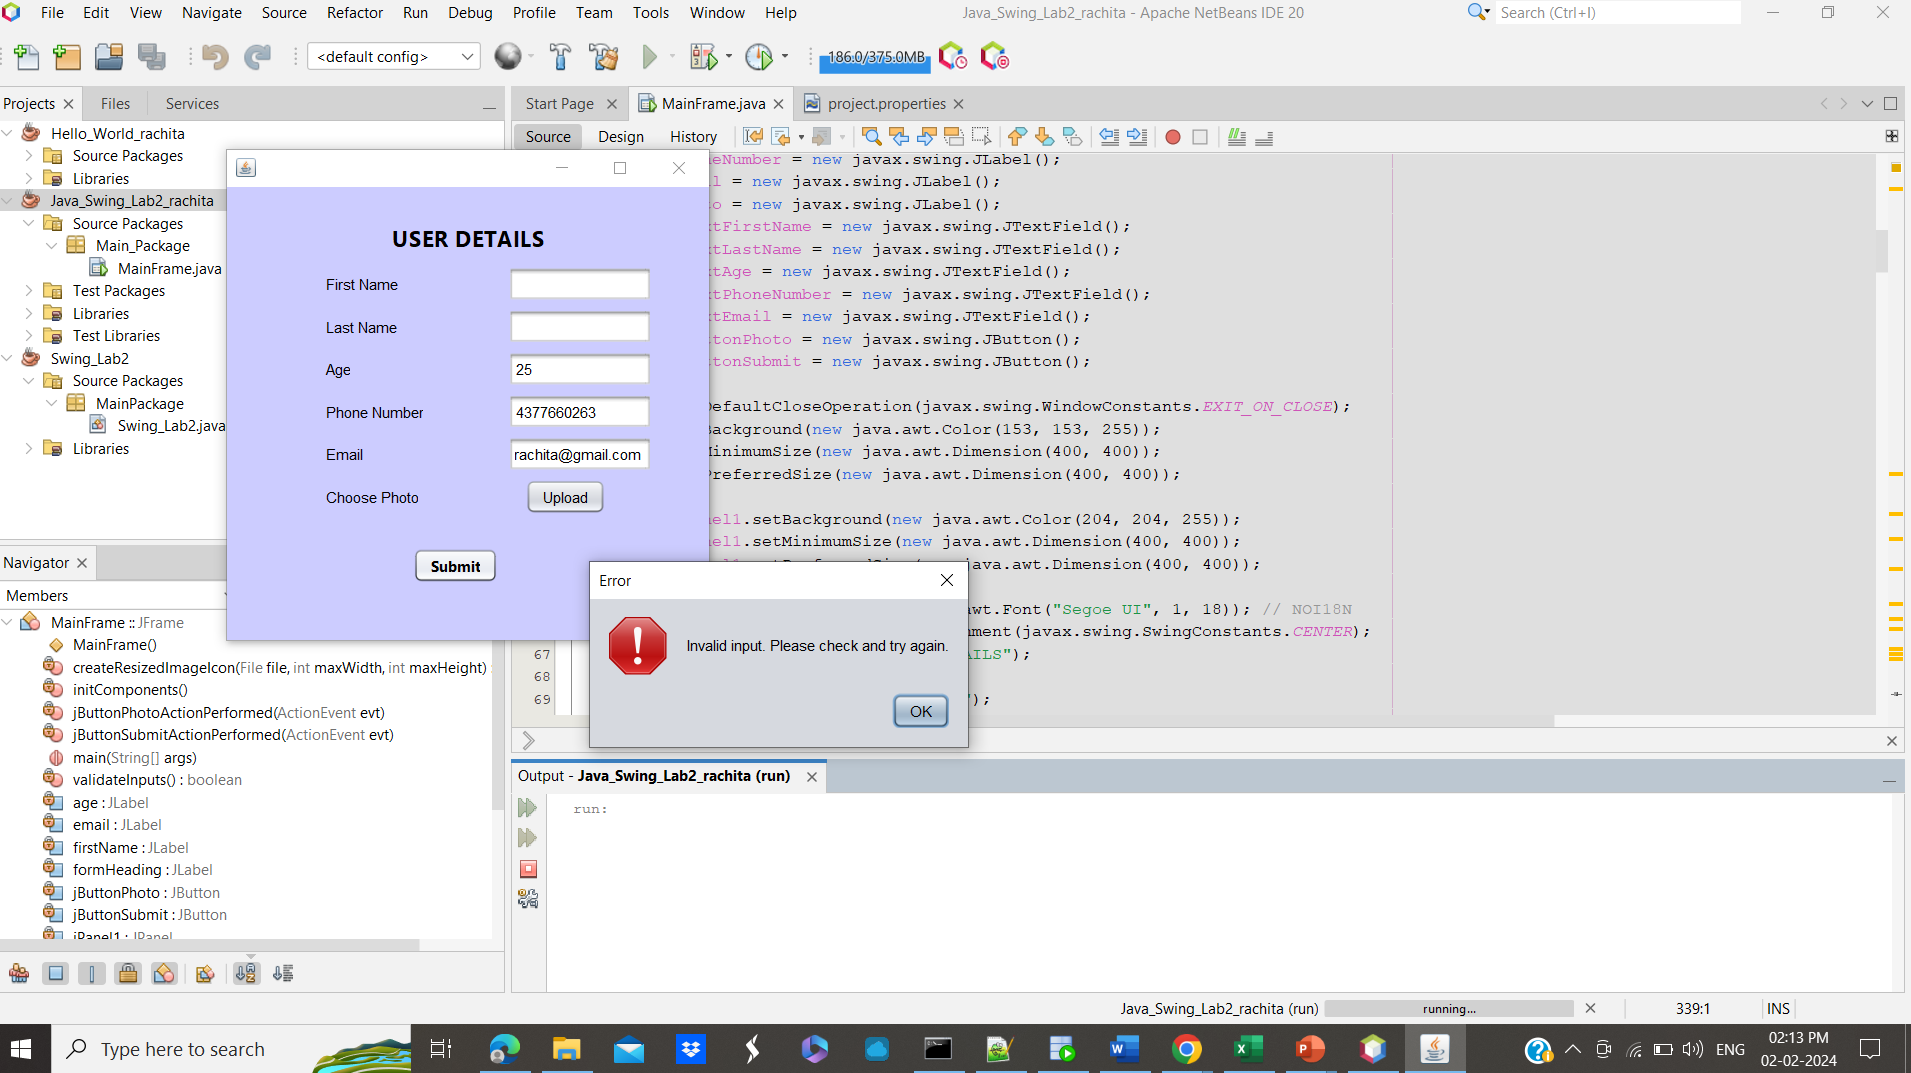 File Edit View Navigate Source Refactor Run Debug Profile Team Tools Window Help
Java_Swing_Lab2_rachita - Apache NetBeans IDE 20
Search (Ctrl+I)
<default config>
186.0/375.0MB
Projects Files Services
Hello_World_rachita
Source Packages
Libraries
Java_Swing_Lab2_rachita
Source Packages
Main_Package
MainFrame.java
Test Packages
Libraries
Test Libraries
Swing_Lab2
Source Packages
MainPackage
Swing_Lab2.java
Libraries
Navigator
Members
MainFrame :: JFrame
MainFrame()
createResizedImageIcon(File file, int maxWidth, int maxHeight)
initComponents()
jButtonPhotoActionPerformed(ActionEvent evt)
jButtonSubmitActionPerformed(ActionEvent evt)
main(String[] args)
validateInputs() : boolean
age : JLabel
email : JLabel
firstName : JLabel
formHeading : JLabel
jButtonPhoto : JButton
jButtonSubmit : JButton
jPanel1 : JPanel
USER DETAILS
First Name
Last Name
Age 25
Phone Number 4377660263
Email rachita@gmail.com
Choose Photo Upload
Submit
Error
Invalid input. Please check and try again.
OK
Start Page MainFrame.java project.properties
Source Design History
eNumber = new javax.swing.JLabel();
l = new javax.swing.JLabel();
o = new javax.swing.JLabel();
tFirstName = new javax.swing.JTextField();
tLastName = new javax.swing.JTextField();
tAge = new javax.swing.JTextField();
tPhoneNumber = new javax.swing.JTextField();
tEmail = new javax.swing.JTextField();
tonPhoto = new javax.swing.JButton();
tonSubmit = new javax.swing.JButton();
DefaultCloseOperation(javax.swing.WindowConstants.EXIT_ON_CLOSE);
Background(new java.awt.Color(153, 153, 255));
MinimumSize(new java.awt.Dimension(400, 400));
PreferredSize(new java.awt.Dimension(400, 400));
el1.setBackground(new java.awt.Color(204, 204, 255));
el1.setMinimumSize(new java.awt.Dimension(400, 400));
java.awt.Dimension(400, 400));
awt.Font("Segoe UI", 1, 18)); // NOI18N
ment(javax.swing.SwingConstants.CENTER);
67 AILS");
68
69 ");
Output - Java_Swing_Lab2_rachita (run)
run:
Java_Swing_Lab2_rachita (run) running... 339:1 INS
Type here to search
ENG
02:13 PM
02-02-2024